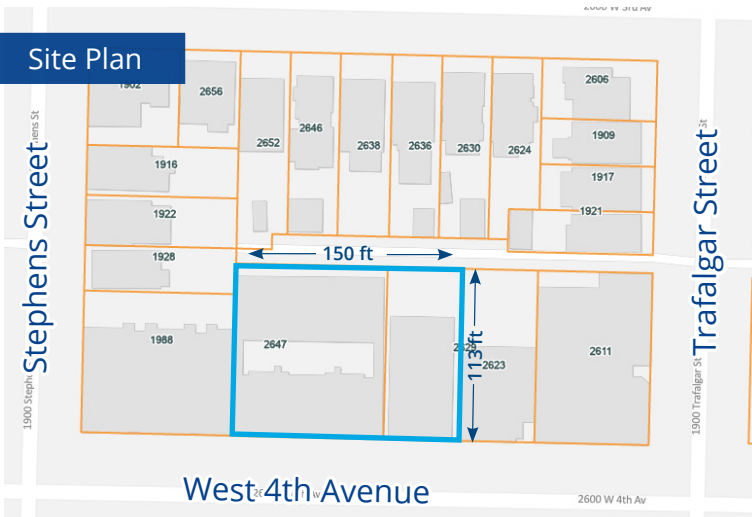 2600 W 3rd Av
Site Plan
1902
2656
2652
2646
2638
2636
2630
2624
2606
1909
1917
1921
1916
1922
1928
150 ft
Stephens Street
Trafalgar Street
1988
2647
113 ft
2623
2611
1900 Trafalgar St
West 4th Avenue
2600 W 4th Av